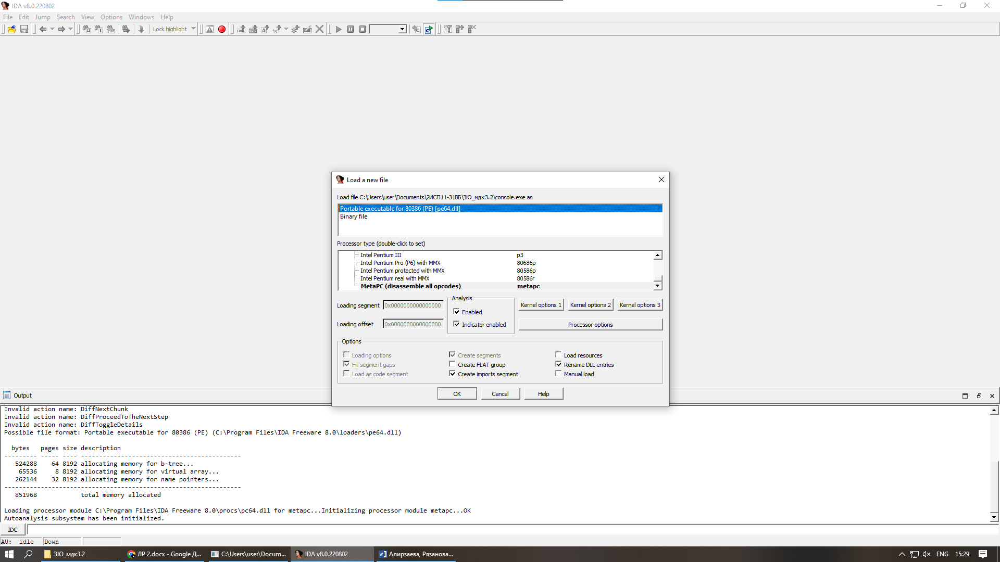 IDA v8.0.220802
File Edit Jump Search View Options Windows Help
Lock highlight
Load a new file
Load file C:\Users\user\Documents\2ИСП11-31ВБ\ЗЮ_мдк3.2\console.exe as
Portable executable for 80386 (PE) [pe64.dll]
Binary file
Processor type (double-click to set)
Intel Pentium III p3
Intel Pentium Pro (P6) with MMX 80686p
Intel Pentium protected with MMX 80586p
Intel Pentium real with MMX 80586r
MetaPC (disassemble all opcodes) metapc
Analysis
Loading segment 0x0000000000000000 Enabled Kernel options 1 Kernel options 2 Kernel options 3
Loading offset 0x0000000000000000 Indicator enabled Processor options
Options
Loading options Create segments Load resources
Fill segment gaps Create FLAT group Rename DLL entries
Load as code segment Create imports segment Manual load
OK Cancel Help
Output
Invalid action name: DiffNextChunk
Invalid action name: DiffProceedToTheNextStep
Invalid action name: DiffToggleDetails
Possible file format: Portable executable for 80386 (PE) (C:\Program Files\IDA Freeware 8.0\loaders\pe64.dll)
bytes pages size description
--------- ----- ---- --------------------------------------------
524288 64 8192 allocating memory for b-tree...
65536 8 8192 allocating memory for virtual array...
262144 32 8192 allocating memory for name pointers...
-----------------------------------------------------------------
851968 total memory allocated
Loading processor module C:\Program Files\IDA Freeware 8.0\procs\pc64.dll for metapc...Initializing processor module metapc...OK
Autoanalysis subsystem has been initialized.
IDC
AU: idle Down
ЗЮ_мдк3.2 ЛР 2.docx - Google Д... C:\Users\user\Docum... IDA v8.0.220802 Алирзаева, Рязанова... ENG 15:29